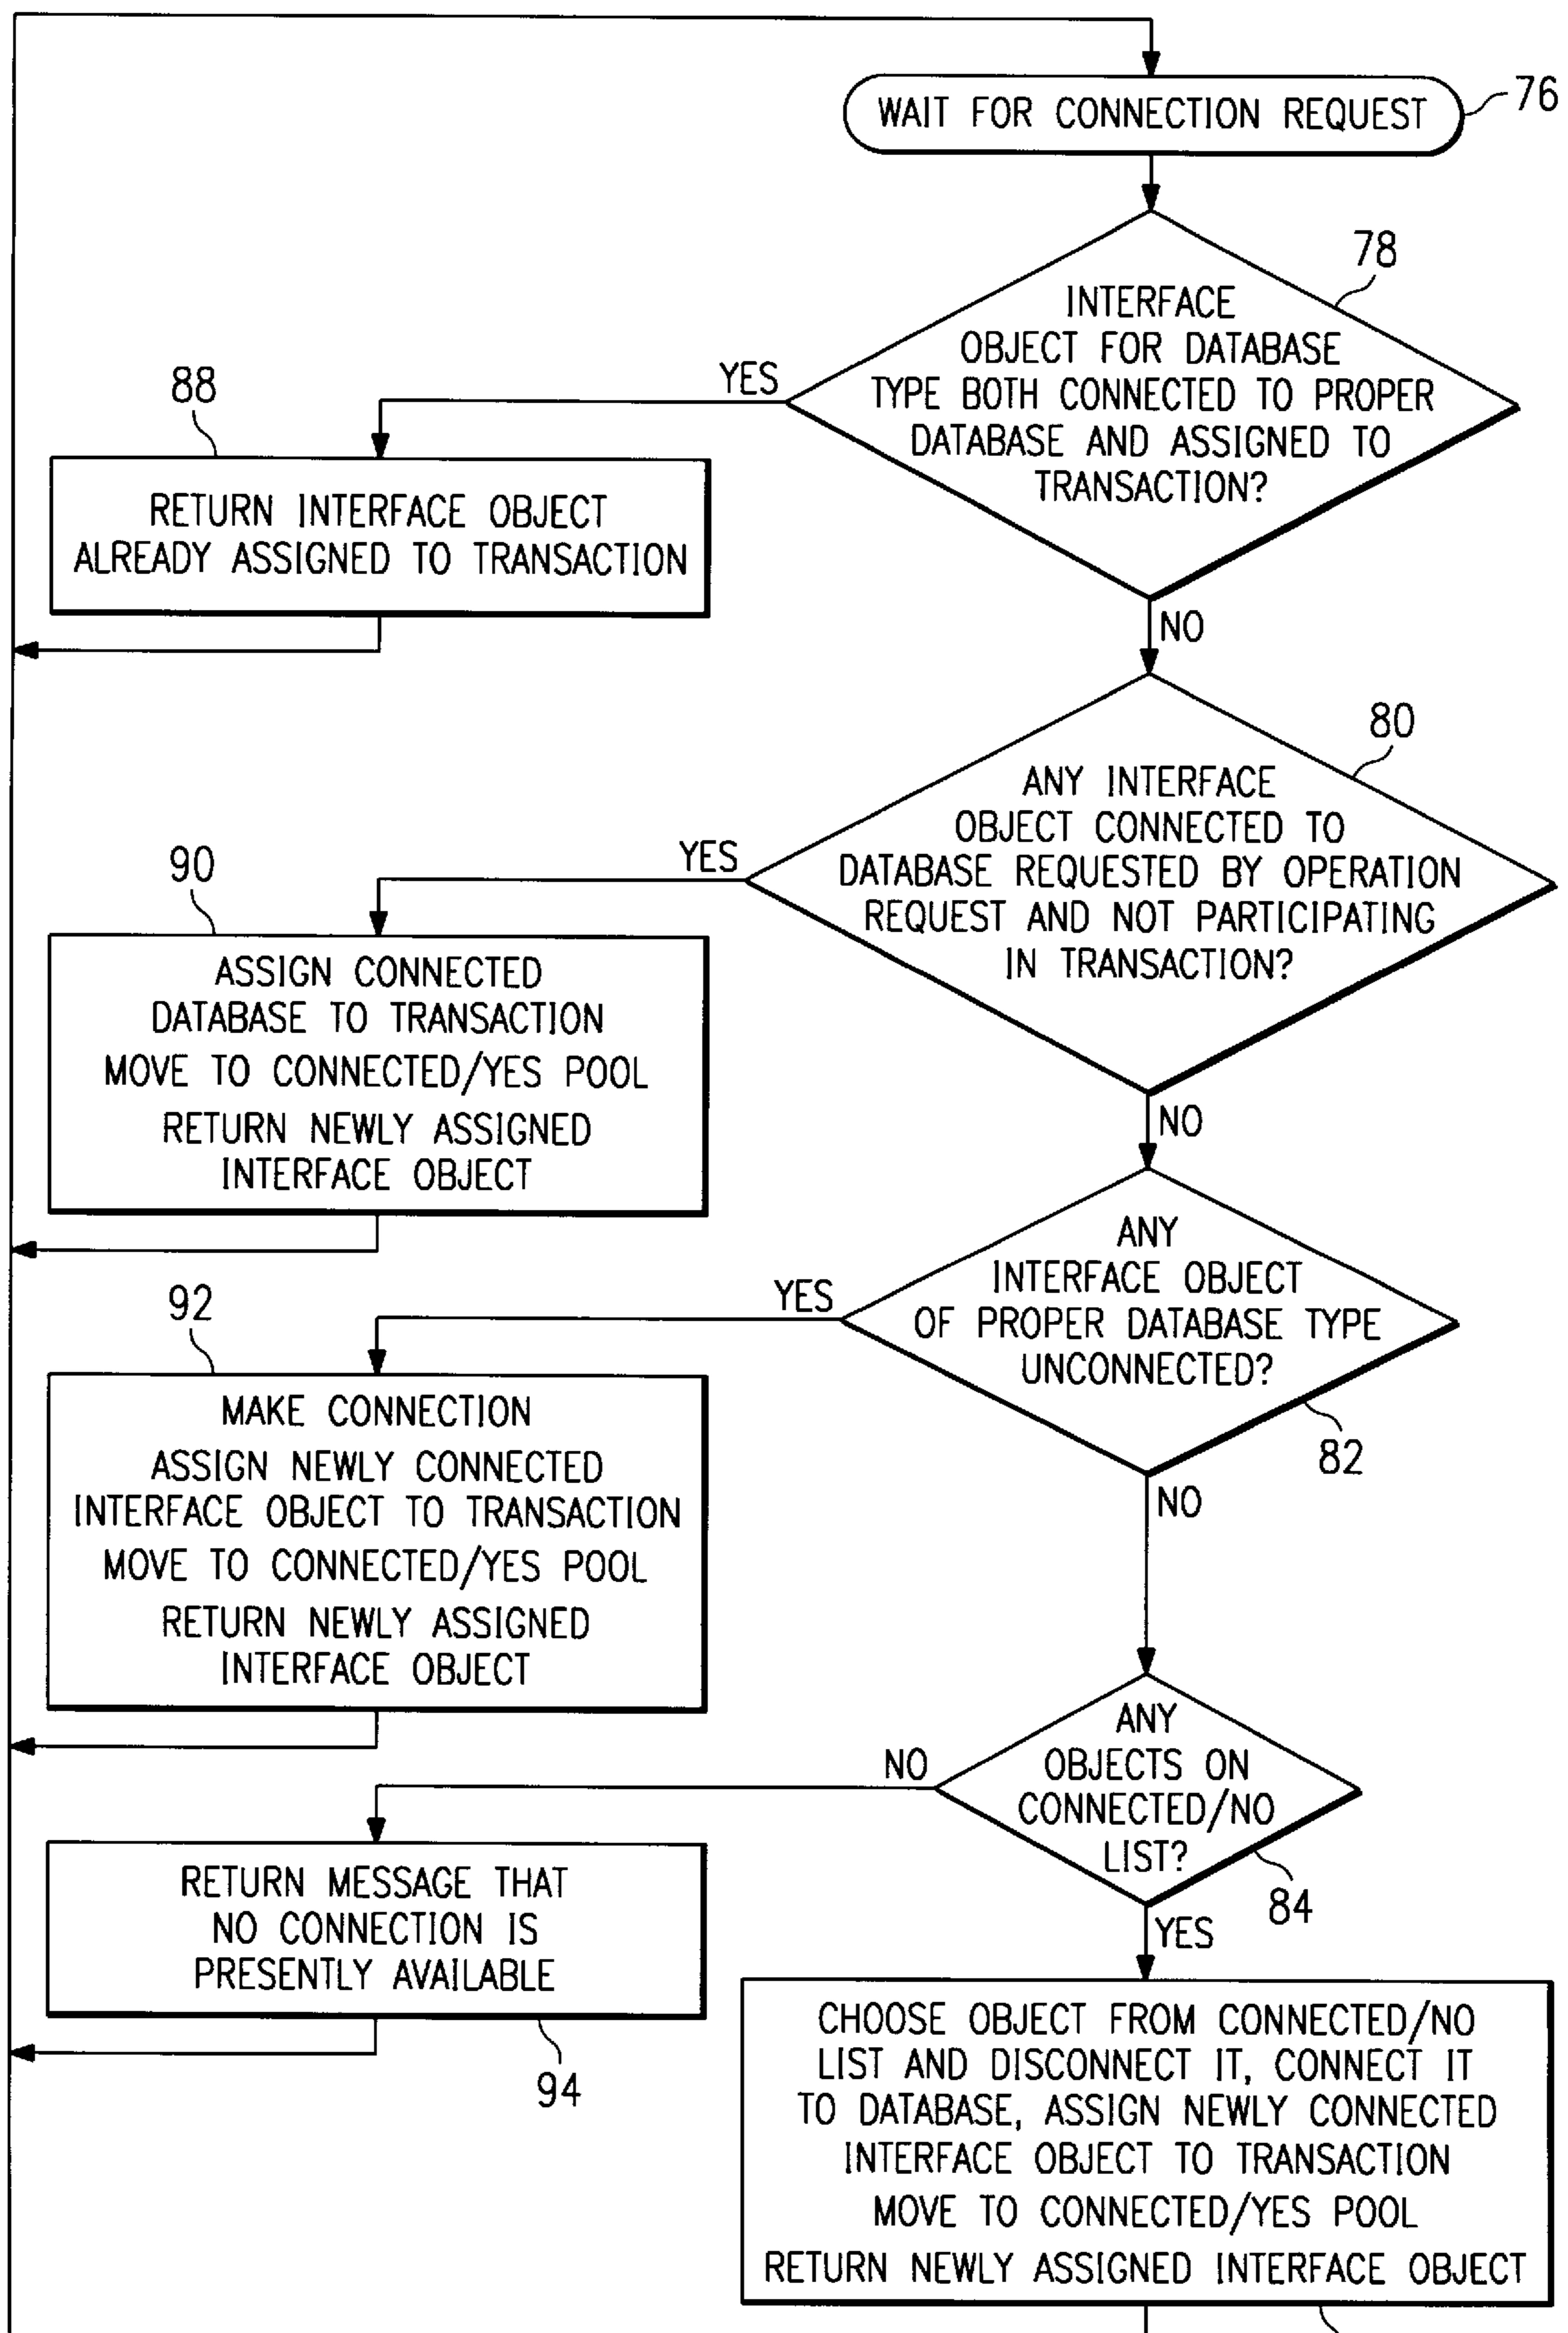 WAIT FOR CONNECTION REQUEST
76
78
INTERFACE
OBJECT FOR DATABASE
TYPE BOTH CONNECTED TO PROPER
DATABASE AND ASSIGNED TO
TRANSACTION?
YES
88
RETURN INTERFACE OBJECT
ALREADY ASSIGNED TO TRANSACTION
NO
80
ANY INTERFACE
OBJECT CONNECTED TO
DATABASE REQUESTED BY OPERATION
REQUEST AND NOT PARTICIPATING
IN TRANSACTION?
YES
90
ASSIGN CONNECTED
DATABASE TO TRANSACTION
MOVE TO CONNECTED/YES POOL
RETURN NEWLY ASSIGNED
INTERFACE OBJECT
NO
ANY
INTERFACE OBJECT
OF PROPER DATABASE TYPE
UNCONNECTED?
82
YES
92
MAKE CONNECTION
ASSIGN NEWLY CONNECTED
INTERFACE OBJECT TO TRANSACTION
MOVE TO CONNECTED/YES POOL
RETURN NEWLY ASSIGNED
INTERFACE OBJECT
NO
ANY
OBJECTS ON
CONNECTED/NO
LIST?
84
NO
RETURN MESSAGE THAT
NO CONNECTION IS
PRESENTLY AVAILABLE
94
YES
CHOOSE OBJECT FROM CONNECTED/NO
LIST AND DISCONNECT IT, CONNECT IT
TO DATABASE, ASSIGN NEWLY CONNECTED
INTERFACE OBJECT TO TRANSACTION
MOVE TO CONNECTED/YES POOL
RETURN NEWLY ASSIGNED INTERFACE OBJECT